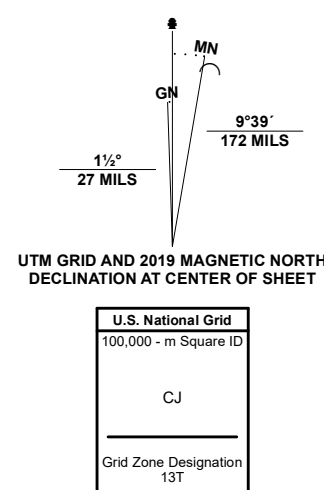 MN
GN
9°39´
172 MILS
1½°
27 MILS
UTM GRID AND 2019 MAGNETIC NORTH
DECLINATION AT CENTER OF SHEET
U.S. National Grid
100,000 - m Square ID
CJ
Grid Zone Designation
13T